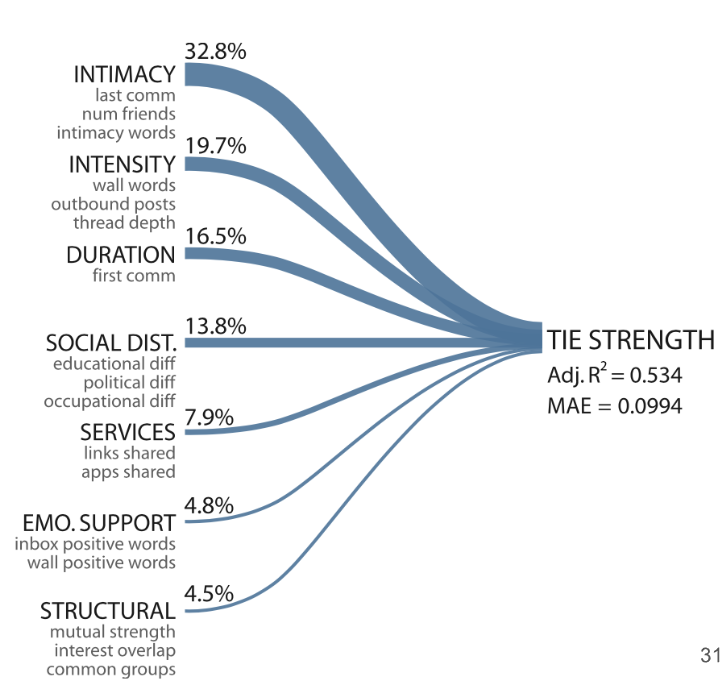 32.8%
INTIMACY
last comm
num friends
intimacy words
19.7%
INTENSITY
wall words
outbound posts
thread depth
16.5%
DURATION
first comm
13.8%
SOCIAL DIST.
educational diff
political diff
occupational diff
7.9%
SERVICES
links shared
apps shared
4.8%
EMO. SUPPORT
inbox positive words
wall positive words
4.5%
STRUCTURAL
mutual strength
interest overlap
common groups
TIE STRENGTH
Adj. R² = 0.534
MAE = 0.0994
31